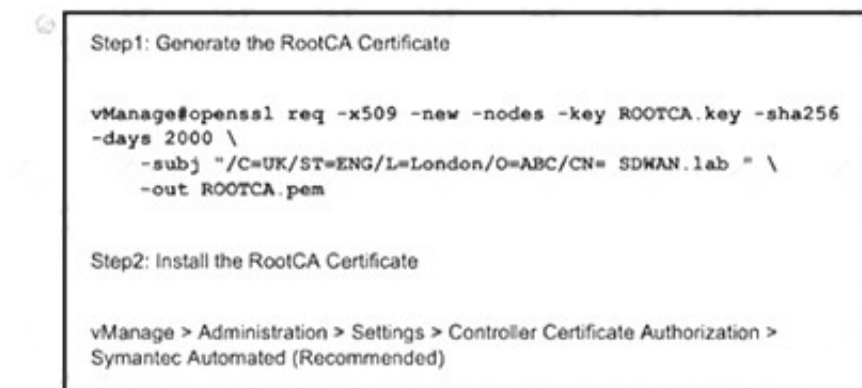 Step1: Generate the RootCA Certificate
vManage#openssl req -x509 -new -nodes -key ROOTCA.key -sha256
-days 2000 \
-subj "/C=UK/ST=ENG/L=London/O=ABC/CN= SDWAN.lab " \
-out ROOTCA.pem
Step2: Install the RootCA Certificate
vManage > Administration > Settings > Controller Certificate Authorization >
Symantec Automated (Recommended)